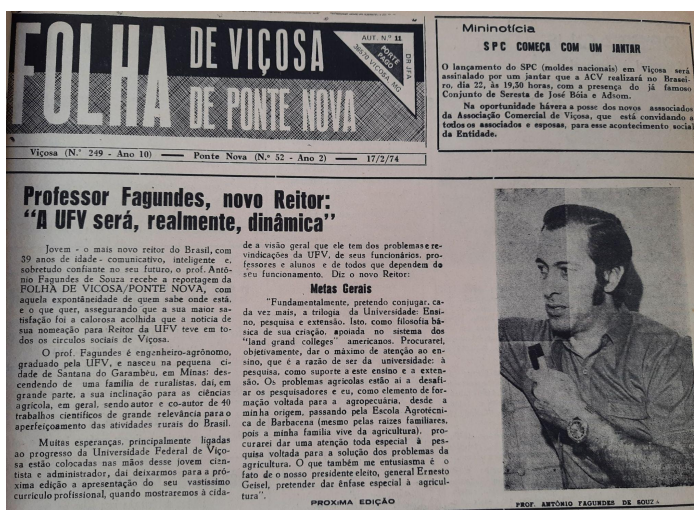 FOLHA DE VIÇOSA
DE PONTE NOVA
AUT. N.º 11
PORTE
PAGO
DR/JFA
36570 VIÇOSA, MG
Viçosa (N.º 249 - Ano 10) — Ponte Nova (N.º 52 - Ano 2) — 17/2/74
Mininotícia
SPC COMEÇA COM UM JANTAR
O lançamento do SPC (moldes nacionais) em Viçosa será
assinalado por um jantar que a ACV realizará no Brasei-
ro, dia 22, às 19,30 horas, com a presença do já famoso
Conjunto de Seresta de José Bóia e Adsom.
Na oportunidade hávera a posse dos novos asssociados
da Associação Comercial de Viçosa, que está convidando a
todos os associados e esposas, para esse acontecimento social
da Entidade.
Professor Fagundes, novo Reitor:
"A UFV será, realmente, dinâmica"
Jovem - o mais novo reitor do Brasil, com
39 anos de idade - comunicativo, inteligente e,
sobretudo confiante no seu futuro, o prof. Antô-
nio Fagundes de Souza recebe a reportagem da
FOLHA DE VIÇOSA/PONTE NOVA, com
aquela expontâneidade de quem sabe onde está,
e o que quer, assegurando que a sua maior sa-
tisfação foi a calorosa acolhida que a notícia de
sua nomeação para Reitor da UFV teve em to-
dos os círculos sociais de Viçosa.
O prof. Fagundes é engenheiro-agrônomo,
graduado pela UFV, e nasceu na pequena ci-
dade de Santana do Garambéu, em Minas: des-
cendendo de uma família de ruralistas, daí, em
grande parte, a sua inclinação para as ciências
agrícola, em geral, sendo autor e co-autor de 40
trabalhos científicos de grande relevância para o
aperfeiçoamento das atividades rurais do Brasil.
Muitas esperanças, principalmente ligadas
ao progresso da Universidade Federal de Viço-
sa estão colocadas nas mãos desse jovem cien-
tista e administrador, daí deixarmos para a pró-
xima edição a apresentação do seu vastíssimo
currículo profissional, quando mostraremos à cida-
de a visão geral que ele tem dos problemas e re-
vindicações da UFV, de seus funcionários, pro-
fessores e alunos e de todos que dependem do
seu funcionamento. Diz o novo Reitor:
Metas Gerais
"Fundamentalmente, pretendo conjugar, ca-
da vez mais, a trilogia da Universidade: Ensi-
no, pesquisa e extensão. Isto, como filosofia bá-
sica de sua criação, apoiada no sistema dos
"land grand colleges" americanos. Procurarei,
objetivamente, dar o máximo de atenção ao en-
sino, que é a razão de ser da universidade: à
pesquisa, como suporte a este ensino e a exten-
são. Os problemas agrícolas estão aí a desafi-
ar os pesquisadores e eu, como elemento de for-
mação voltada para a agropecuária, desde a
minha origem, passando pela Escola Agrotécni-
ca de Barbacena (mesmo pelas raízes familiares,
pois a minha família vive da agricultura), pro-
curarei dar uma atenção toda especial à pes-
quisa voltada para a solução dos problemas da
agricultura. O que também me entusiasma é o
fato de o nosso presidente eleito, general Ernesto
Geisel, pretender dar ênfase especial à agricul-
tura".
PROXIMA EDIÇÃO
PROF. ANTÔNIO FAGUNDES DE SOUZA